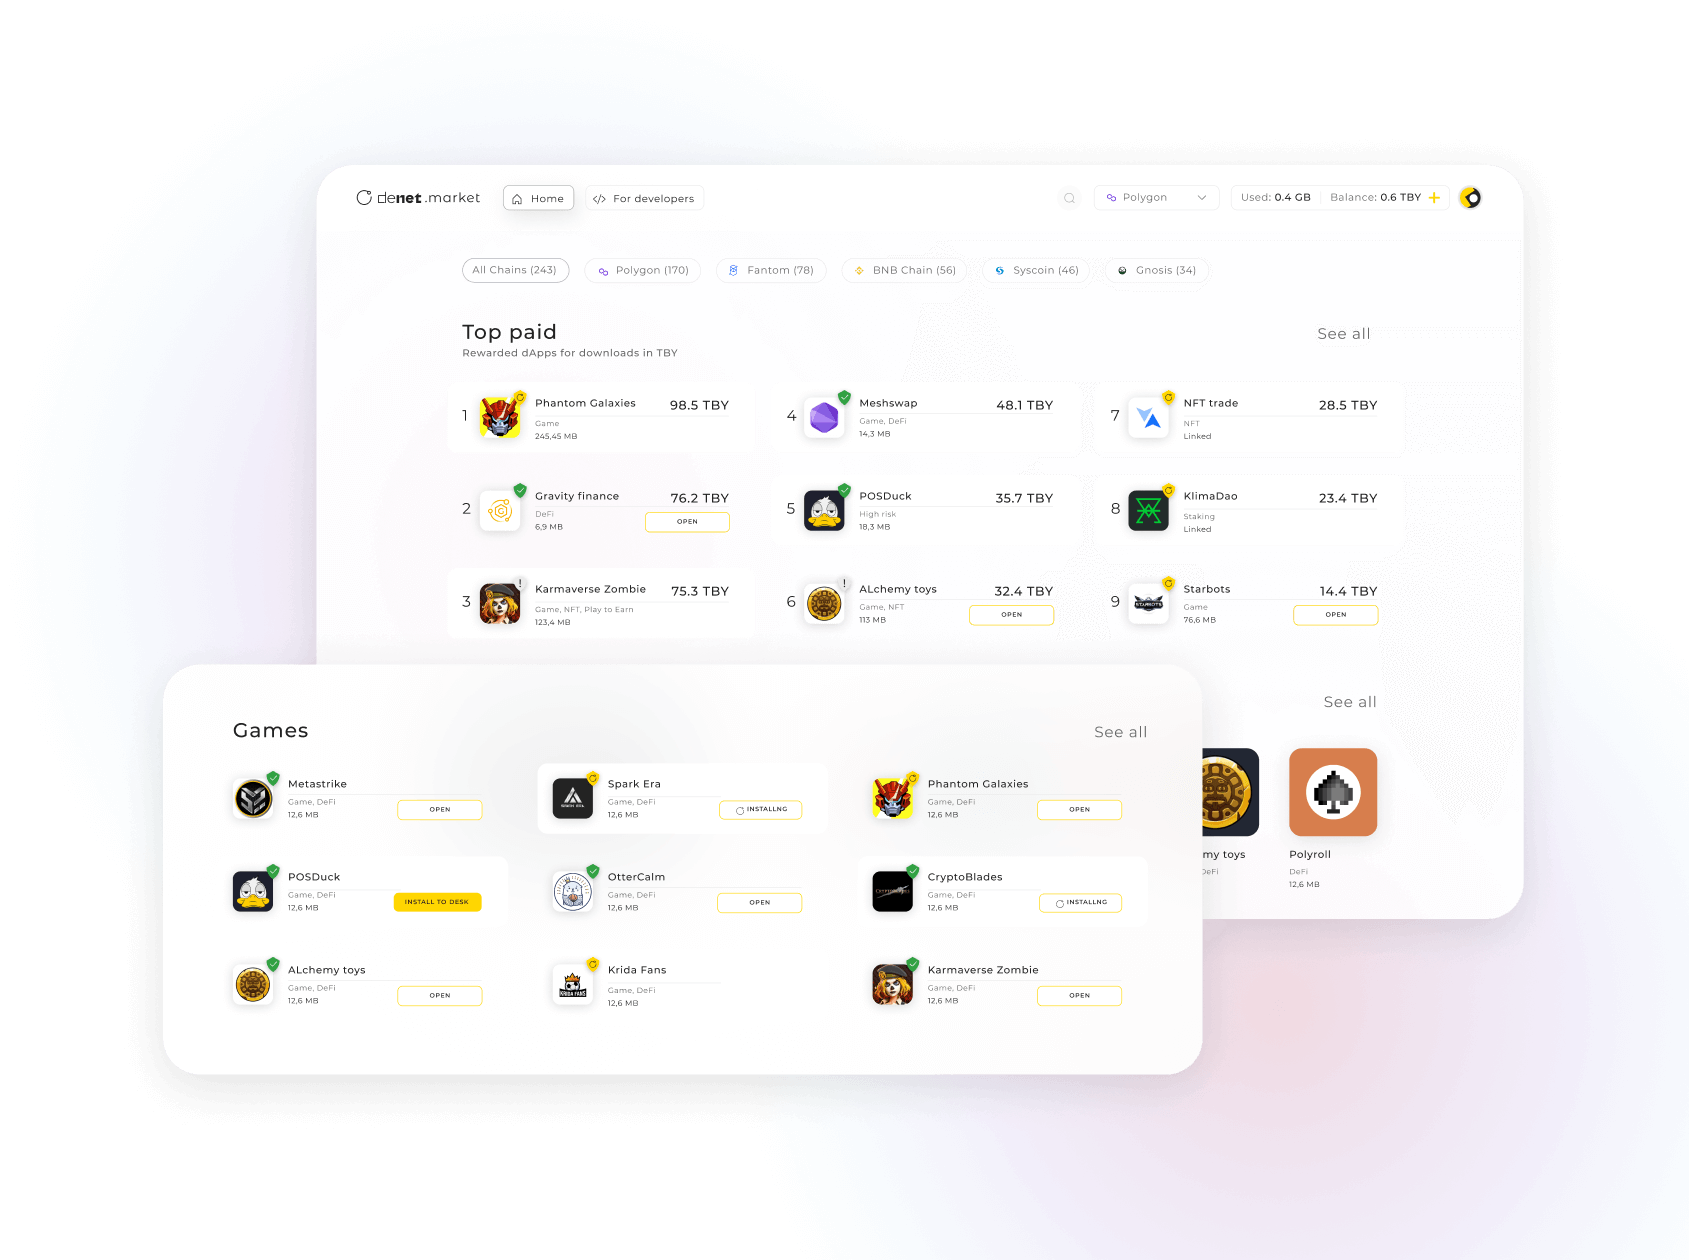 denet.market
Home
For developers
Polygon
Used: 0.4 GB
Balance: 0.6 TBY
All Chains (243)
Polygon (170)
Fantom (78)
BNB Chain (56)
Syscoin (46)
Gnosis (34)
Top paid
See all
Rewarded dApps for downloads in TBY
1
Phantom Galaxies
98.5 TBY
Game
245,45 MB
4
Meshswap
48.1 TBY
Game, DeFi
14,3 MB
7
NFT trade
28.5 TBY
NFT
Linked
2
Gravity finance
76.2 TBY
DeFi
6,9 MB
OPEN
5
POSDuck
35.7 TBY
High risk
18,3 MB
8
KlimaDao
23.4 TBY
Staking
Linked
3
Karmaverse Zombie
75.3 TBY
Game, NFT, Play to Earn
123,4 MB
6
ALchemy toys
32.4 TBY
Game, NFT
113 MB
OPEN
9
STARBOTS
Starbots
14.4 TBY
Game
76,6 MB
OPEN
See all
my toys
DeFi
Polyroll
DeFi
12,6 MB
Games
See all
Metastrike
Game, DeFi
12,6 MB
OPEN
SPARK ERA
Spark Era
Game, DeFi
12,6 MB
INSTALLNG
Phantom Galaxies
Game, DeFi
12,6 MB
OPEN
POSDuck
Game, DeFi
12,6 MB
INSTALL TO DESK
OtterCalm
Game, DeFi
12,6 MB
OPEN
CryptoBlades
Game, DeFi
12,6 MB
INSTALLNG
ALchemy toys
Game, DeFi
12,6 MB
OPEN
KRIDA FANS
Krida Fans
Game, DeFi
12,6 MB
Karmaverse Zombie
Game, DeFi
12,6 MB
OPEN